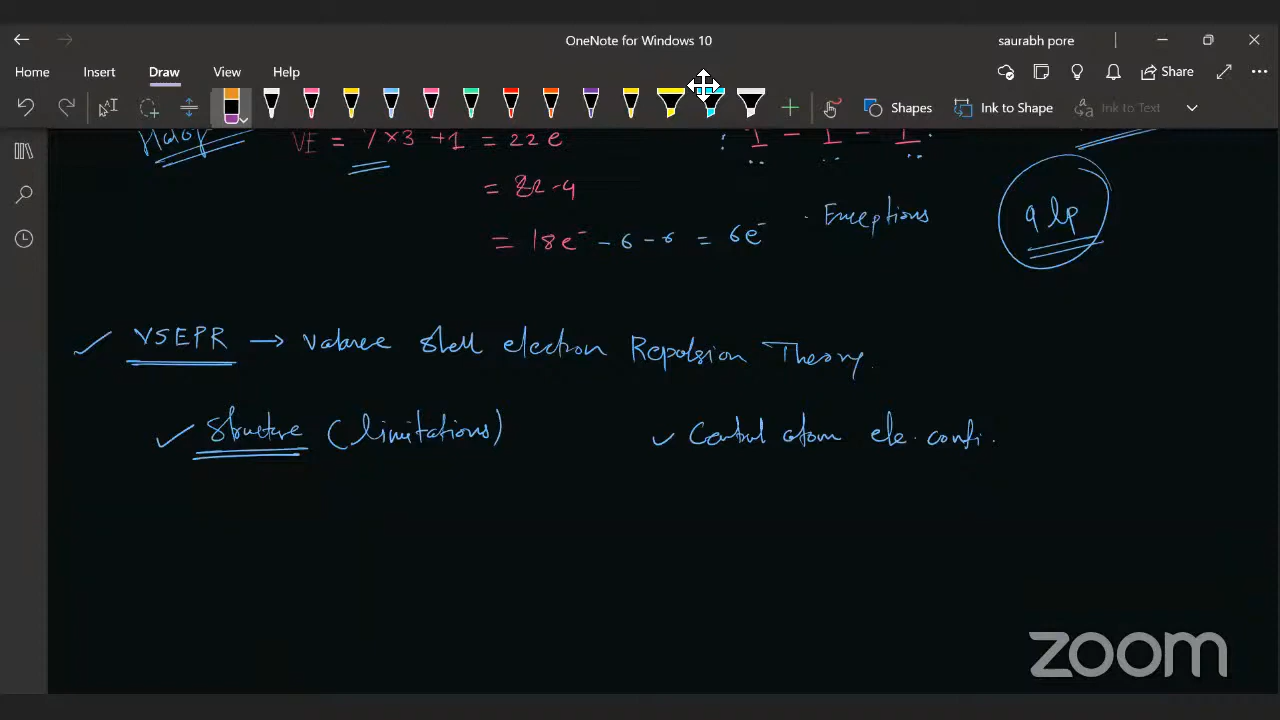 OneNote for Windows 10
saurabh pore
Home Insert Draw View Help
Share
Shapes
Ink to Shape
Ink to Text
VE = 7 x 3 + 1 = 22 e
: I - I - I :
= 22 - 4
= 18e⁻ - 6 - 6 = 6e⁻
. Exceptions
9 lp
✓ VSEPR → Valance Shell electron Repulsion Theory.
✓ Structure (limitations)
✓ Central atom ele. confi.
zoom